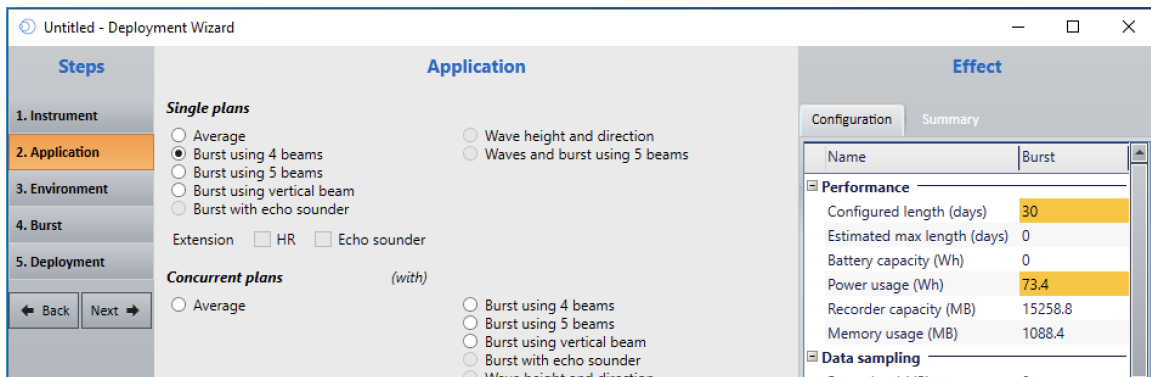 Untitled - Deployment Wizard
Steps
1. Instrument
2. Application
3. Environment
4. Burst
5. Deployment
Back Next
Application
Single plans
Average
Burst using 4 beams
Burst using 5 beams
Burst using vertical beam
Burst with echo sounder
Wave height and direction
Waves and burst using 5 beams
Extension HR Echo sounder
Concurrent plans (with)
Average
Burst using 4 beams
Burst using 5 beams
Burst using vertical beam
Burst with echo sounder
Effect
Configuration Summary
Name Burst
Performance
Configured length (days) 30
Estimated max length (days) 0
Battery capacity (Wh) 0
Power usage (Wh) 73.4
Recorder capacity (MB) 15258.8
Memory usage (MB) 1088.4
Data sampling